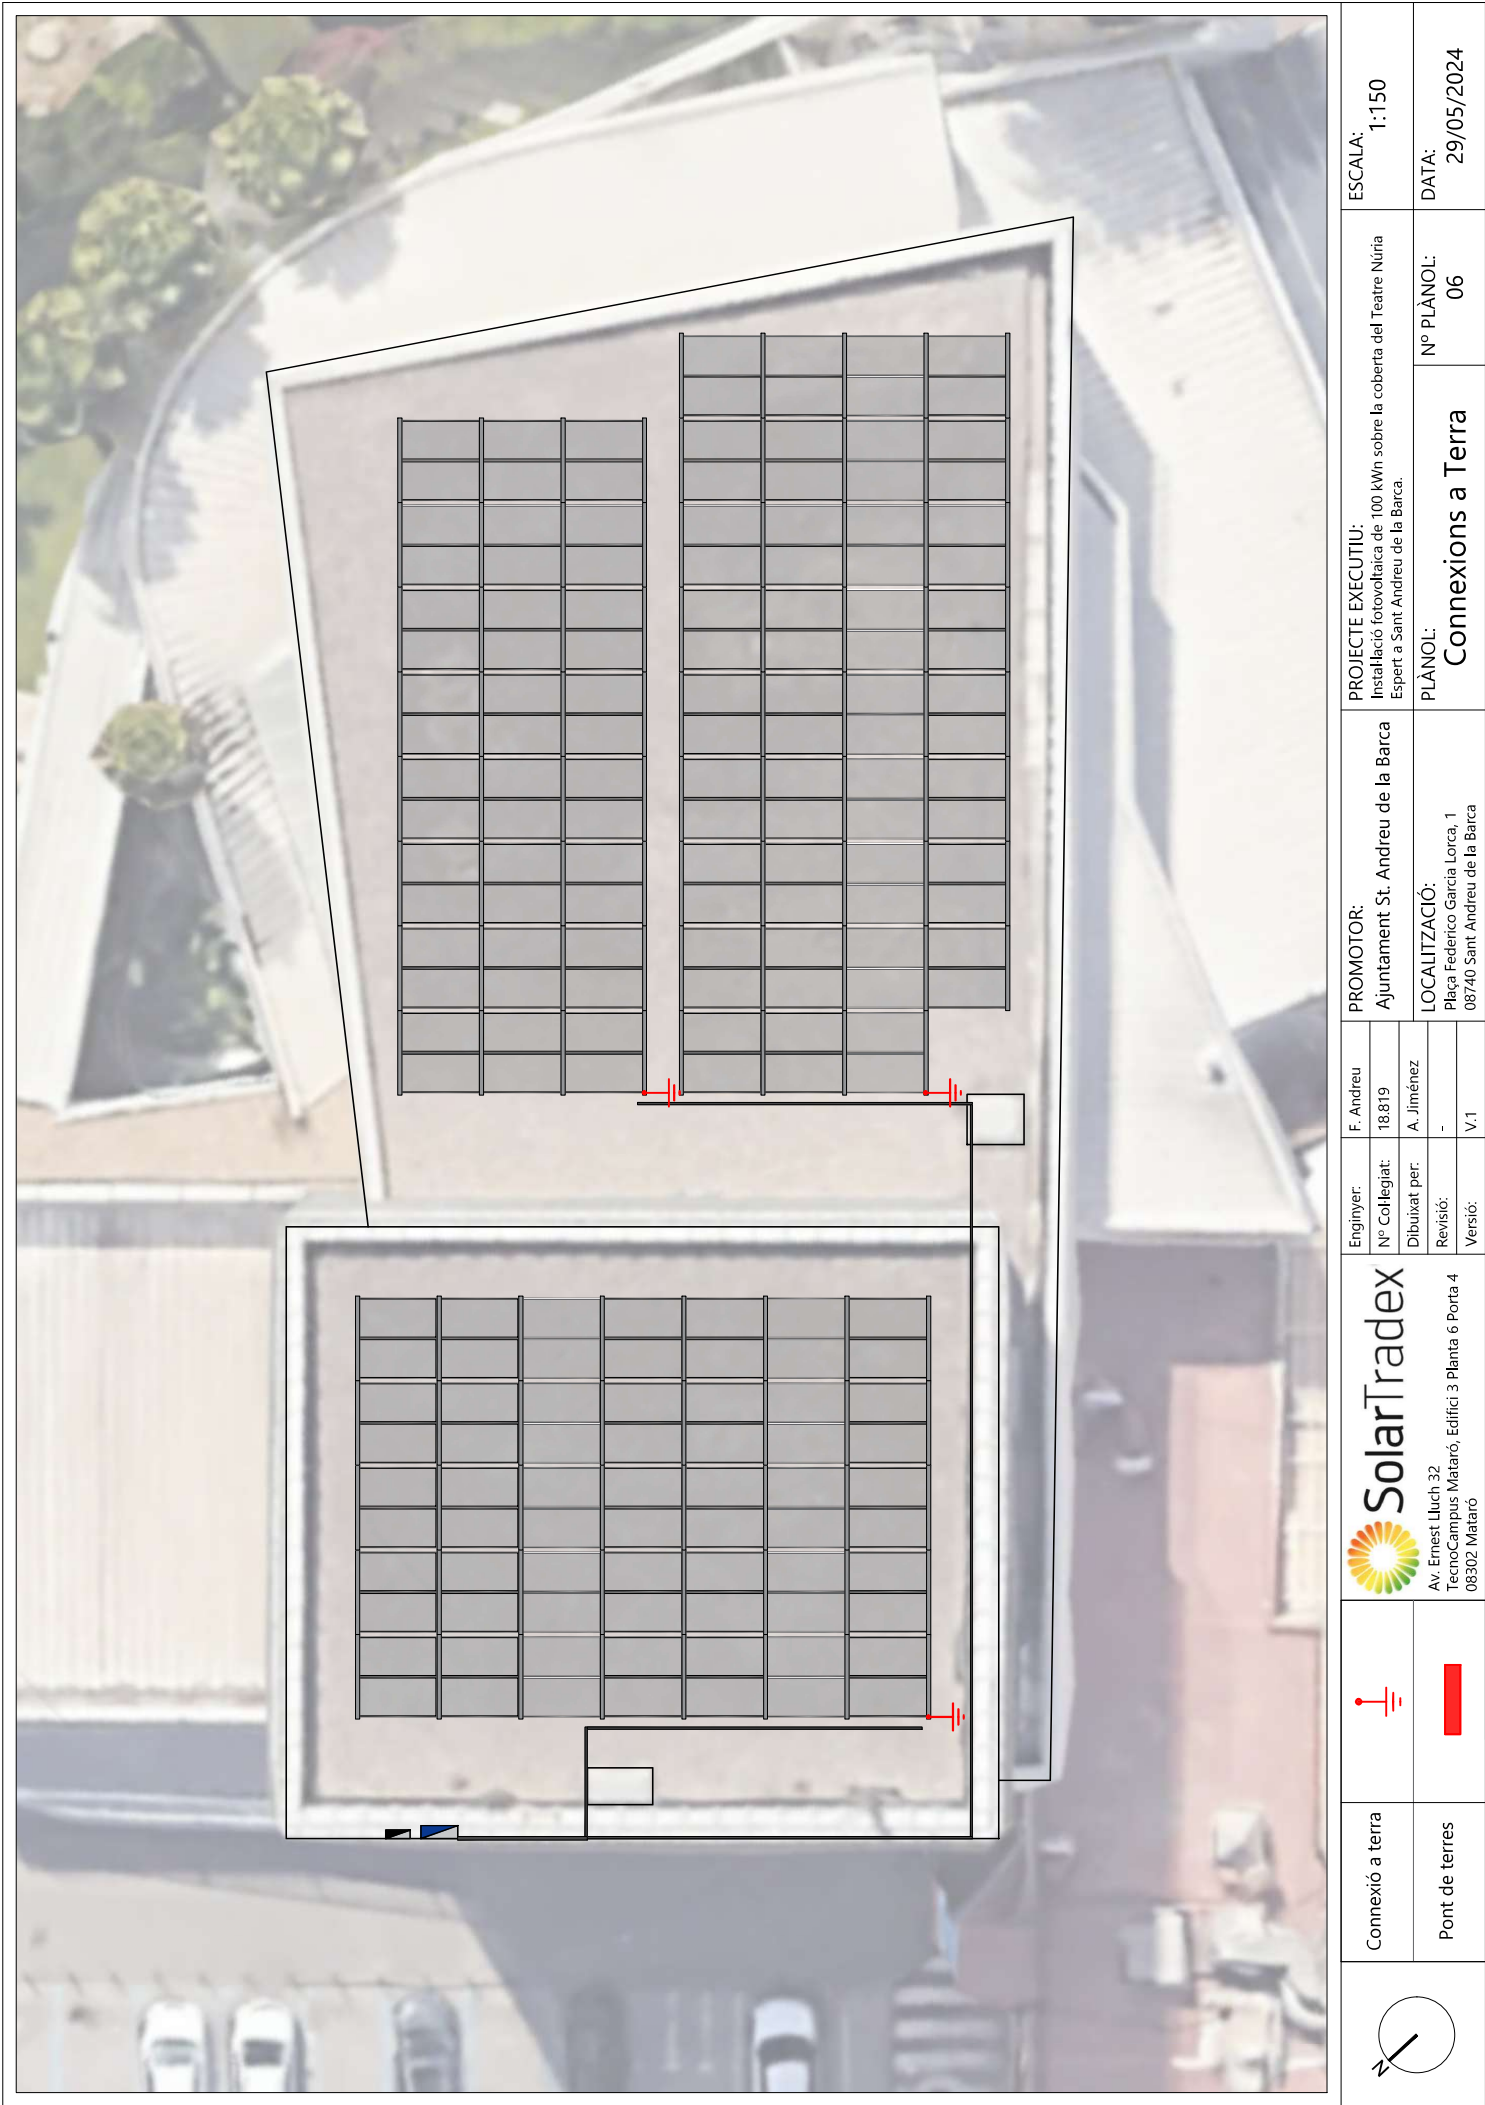 N
Connexió a terra
Pont de terres
SolarTradex
Av. Ernest Lluch 32
TecnoCampus Mataró, Edifici 3 Planta 6 Porta 4
08302 Mataró
Enginyer:
F. Andreu
Nº Col·legiat:
18.819
Dibuixat per:
A. Jiménez
Revisió:
-
Versió:
V.1
PROMOTOR:
Ajuntament St. Andreu de la Barca
LOCALITZACIÓ:
Plaça Federico Garcia Lorca, 1
08740 Sant Andreu de la Barca
PROJECTE EXECUTIU:
Instal·lació fotovoltaica de 100 kWn sobre la coberta del Teatre Núria
Espert a Sant Andreu de la Barca.
PLÀNOL:
Connexions a Terra
Nº PLÀNOL:
06
ESCALA:
1:150
DATA:
29/05/2024